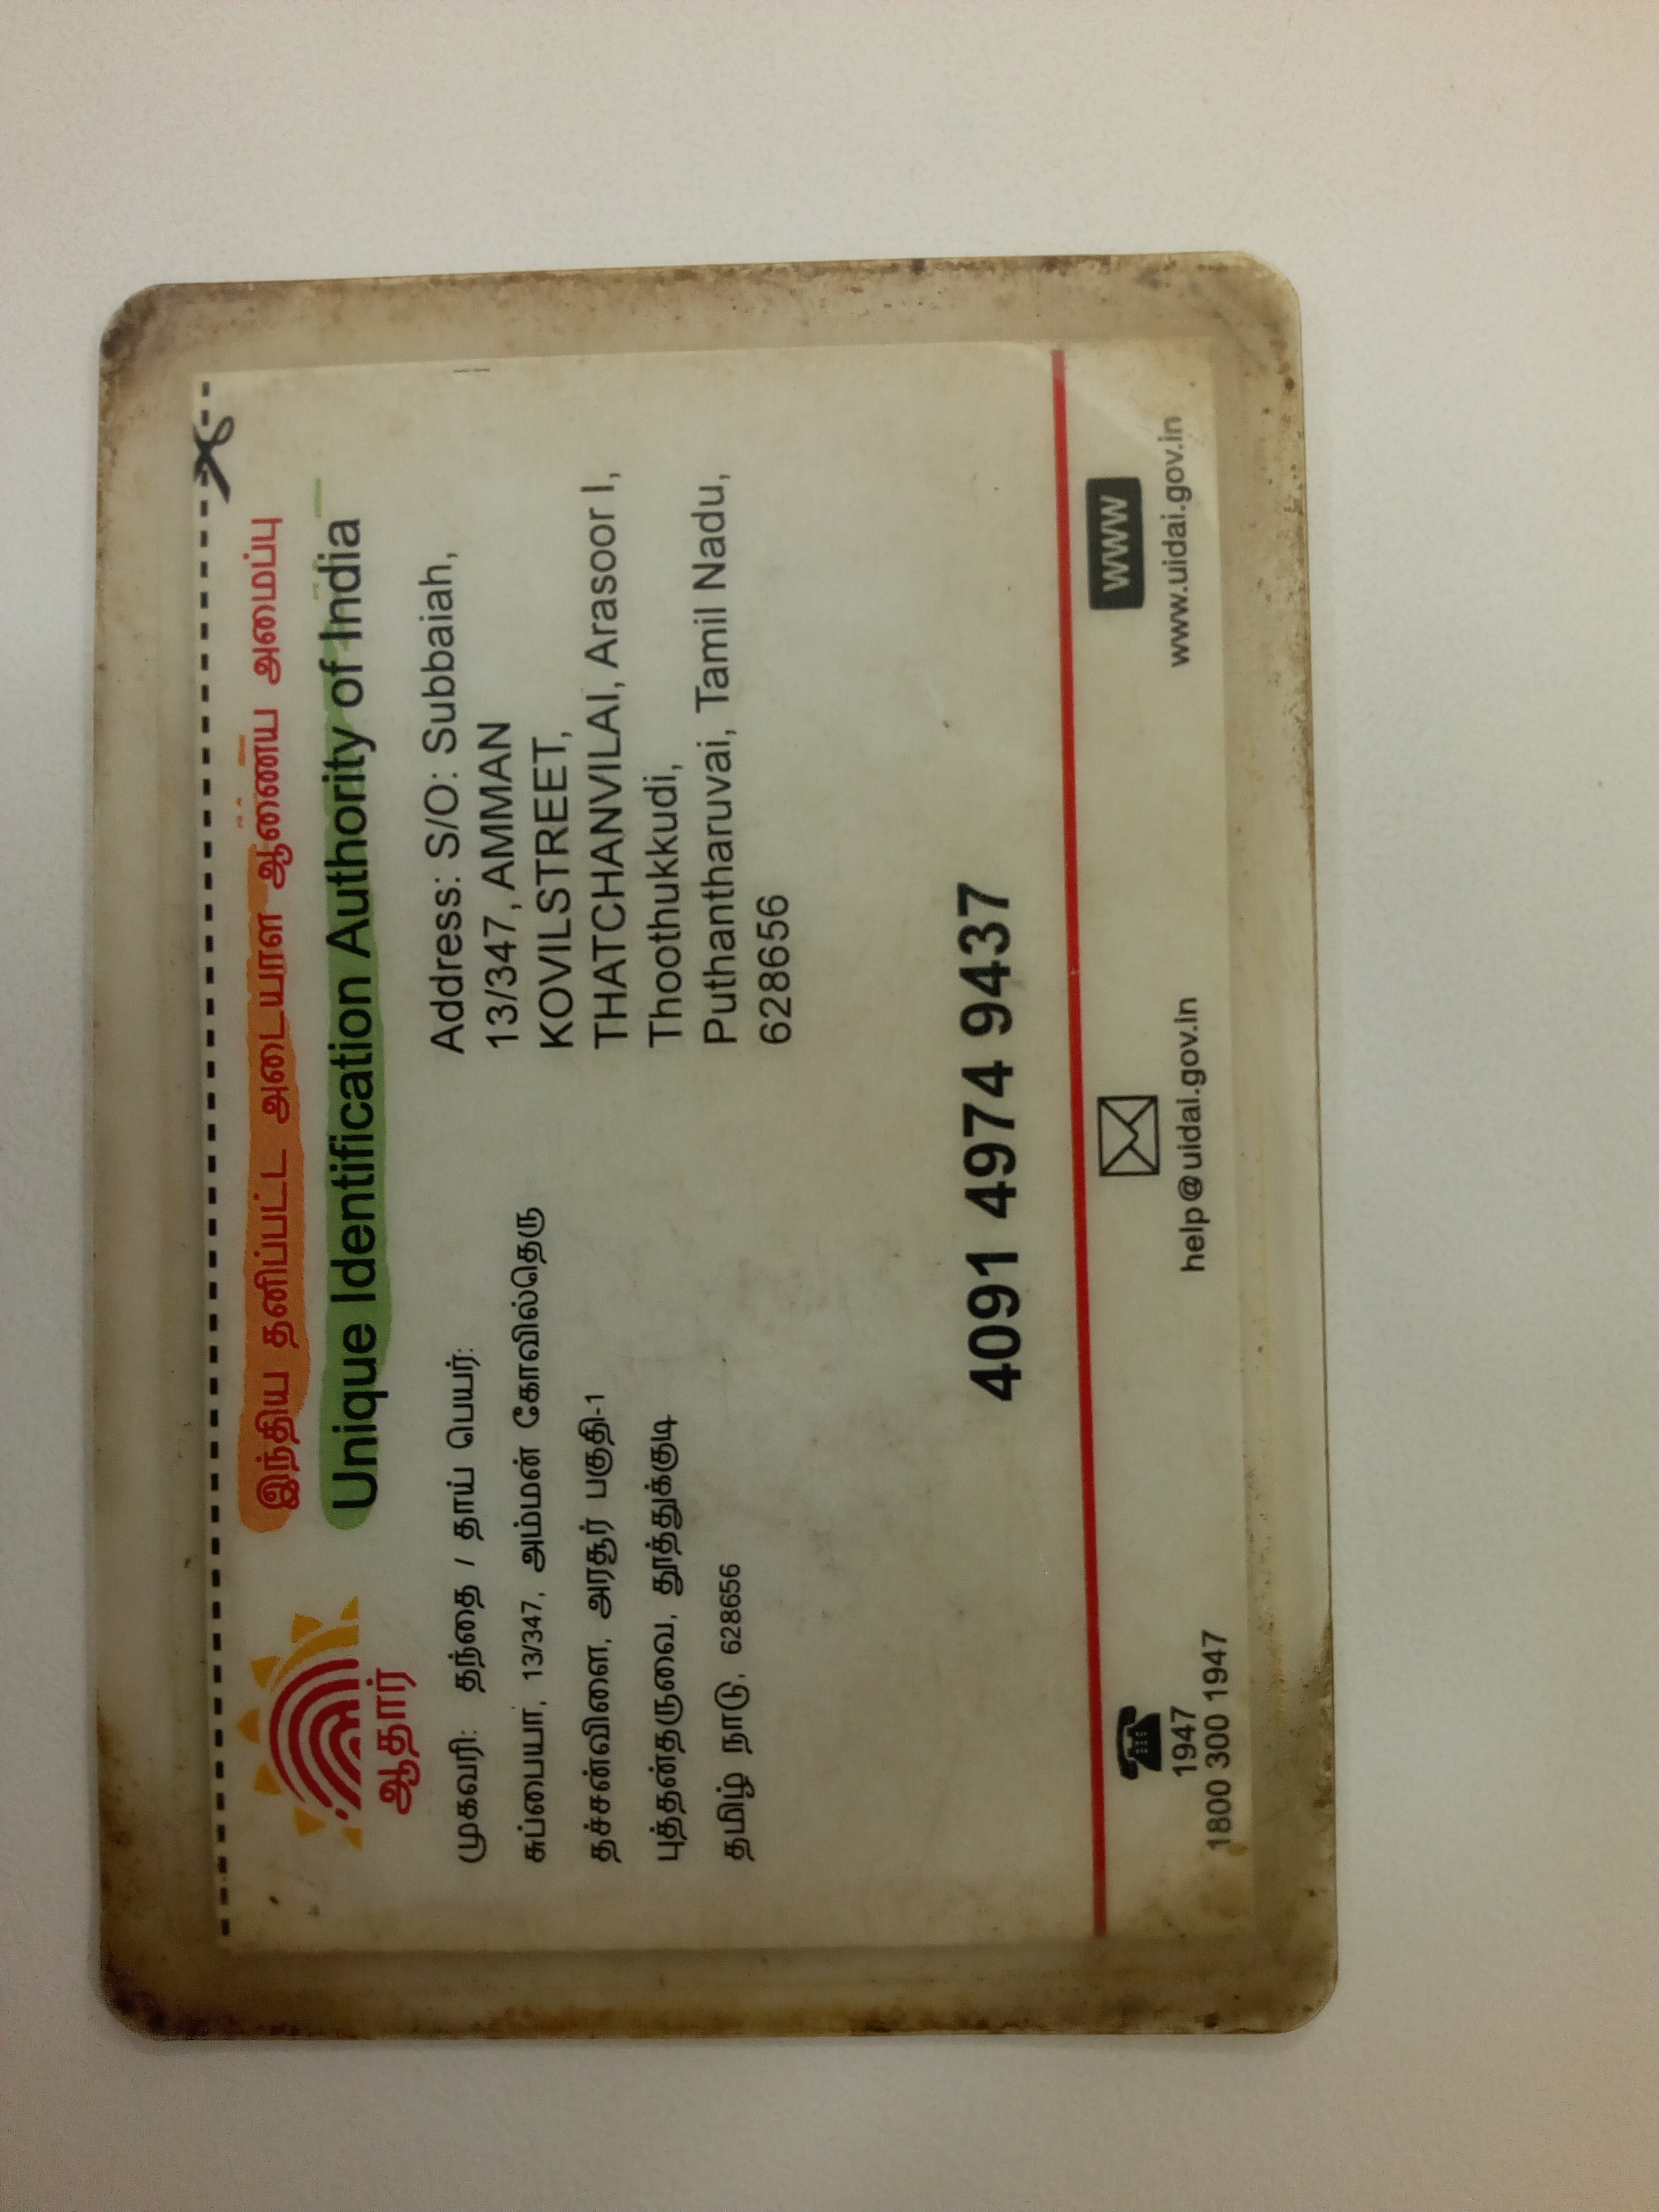 இந்திய தனிப்பட்ட அடையாள ஆணைய அமைப்பு
Unique Identification Authority of India
ஆதார்
முகவரி: தந்தை / தாய் பெயர்:
சுப்பையா, 13/347, அம்மன் கோவில்தெரு
தச்சன்விளை, அரசூர் பகுதி-1
புத்தன்தருவை, தூத்துக்குடி
தமிழ் நாடு, 628656
Address: S/O: Subbaiah,
13/347, AMMAN
KOVILSTREET,
THATCHANVILAI, Arasoor I,
Thoothukkudi,
Puthantharuvai, Tamil Nadu,
628656
4091 4974 9437
1947
1800 300 1947
help@uidai.gov.in
WWW
www.uidai.gov.in